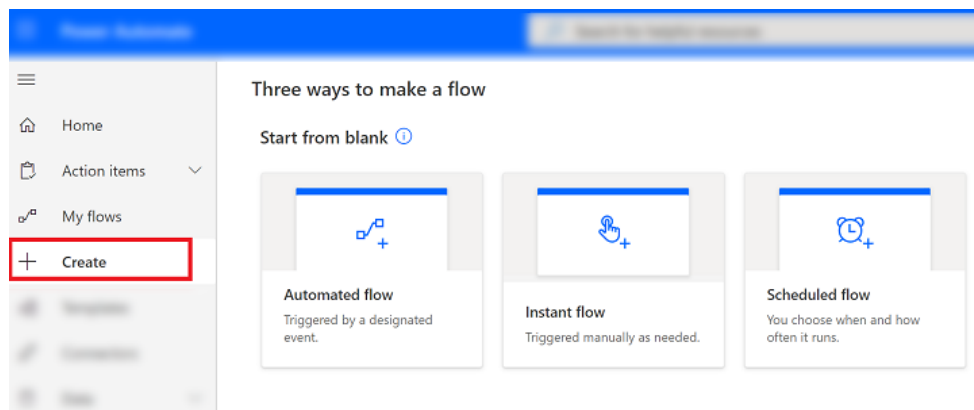 Three ways to make a flow
Home
Start from blank
Action items
My flows
Create
Automated flow
Triggered by a designated
event.
Instant flow
Triggered manually as needed.
Scheduled flow
You choose when and how
often it runs.